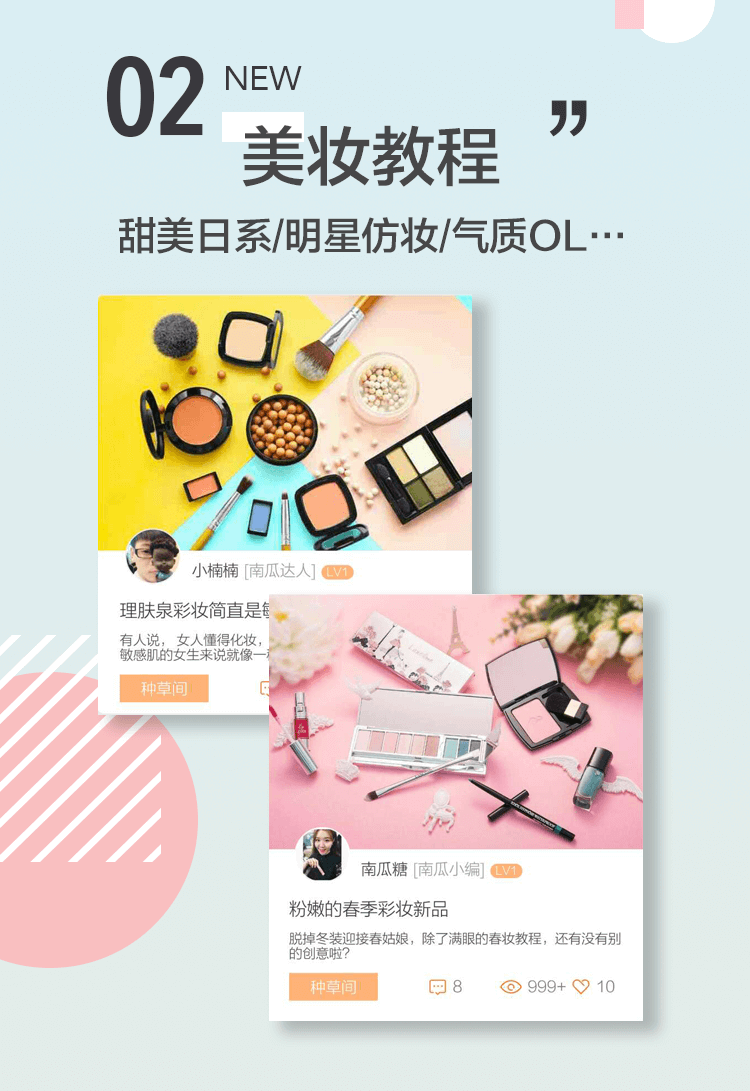 02 NEW
美妆教程 ”
甜美日系/明星仿妆/气质OL…
小楠楠 [南瓜达人] LV1
理肤泉彩妆简直是敏
有人说，女人懂得化妆，
敏感肌的女生来说就像一
种草间
南瓜糖 [南瓜小编] LV1
粉嫩的春季彩妆新品
脱掉冬装迎接春姑娘，除了满眼的春妆教程，还有没有别
的创意啦？
种草间 8 999+ 10